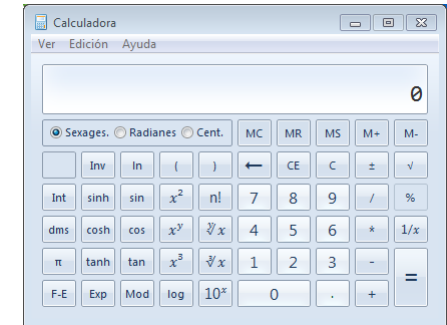 Calculadora
Ver Edición Ayuda
0
Sexages. Radianes Cent. MC MR MS M+ M-
Inv ln ( ) ← CE C ± √
Int sinh sin x² n! 7 8 9 / %
dms cosh cos xʸ ʸ√x 4 5 6 * 1/x
π tanh tan x³ ³√x 1 2 3 - =
F-E Exp Mod log 10ˣ 0 . +